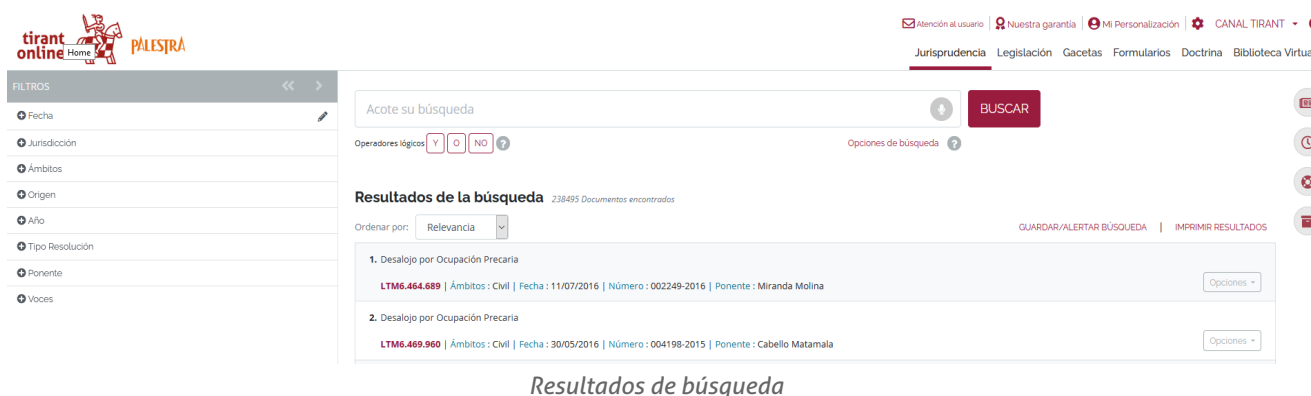 tirant
online
Home
PALESTRA
Atención al usuario | Nuestra garantía | Mi Personalización | CANAL TIRANT
Jurisprudencia Legislación Gacetas Formularios Doctrina Biblioteca Virtua
FILTROS
Fecha
Jurisdicción
Ámbitos
Origen
Año
Tipo Resolución
Ponente
Voces
Acote su búsqueda
BUSCAR
Operadores lógicos Y O NO ?
Opciones de búsqueda ?
Resultados de la búsqueda 238495 Documentos encontrados
Ordenar por: Relevancia
GUARDAR/ALERTAR BÚSQUEDA | IMPRIMIR RESULTADOS
1. Desalojo por Ocupación Precaria
LTM6.464.689 | Ámbitos : Civil | Fecha : 11/07/2016 | Número : 002249-2016 | Ponente : Miranda Molina
Opciones
2. Desalojo por Ocupación Precaria
LTM6.469.960 | Ámbitos : Civil | Fecha : 30/05/2016 | Número : 004198-2015 | Ponente : Cabello Matamala
Opciones
Resultados de búsqueda